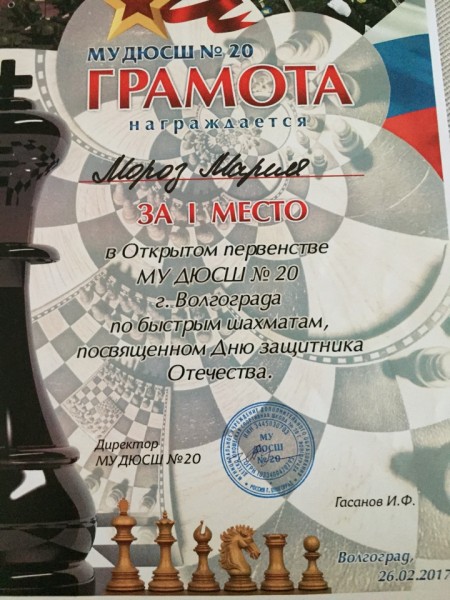 МУ ДЮСШ № 20
ГРАМОТА
награждается
Мороз Мария
ЗА I МЕСТО
в Открытом первенстве
МУ ДЮСШ № 20
г. Волгограда
по быстрым шахматам,
посвященном Дню защитника
Отечества.
Директор
МУ ДЮСШ №20
МУ
ДЮСШ
№ 20
Гасанов И.Ф.
Волгоград,
26.02.2017